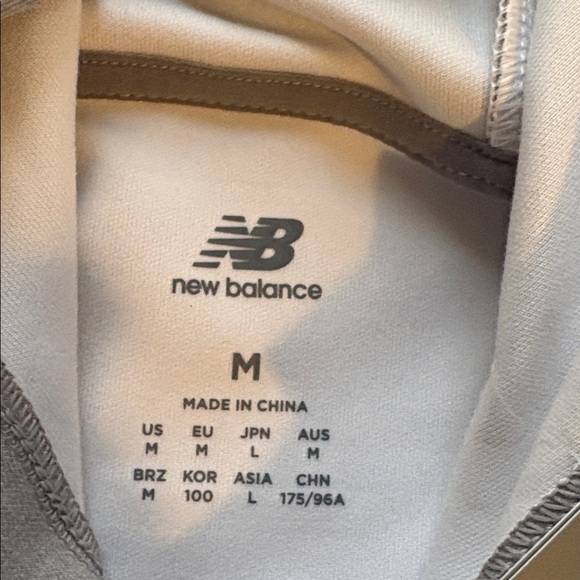 NB
new balance
M
MADE IN CHINA
US EU JPN AUS
M M L M
BRZ KOR ASIA CHN
M 100 L 175/96A